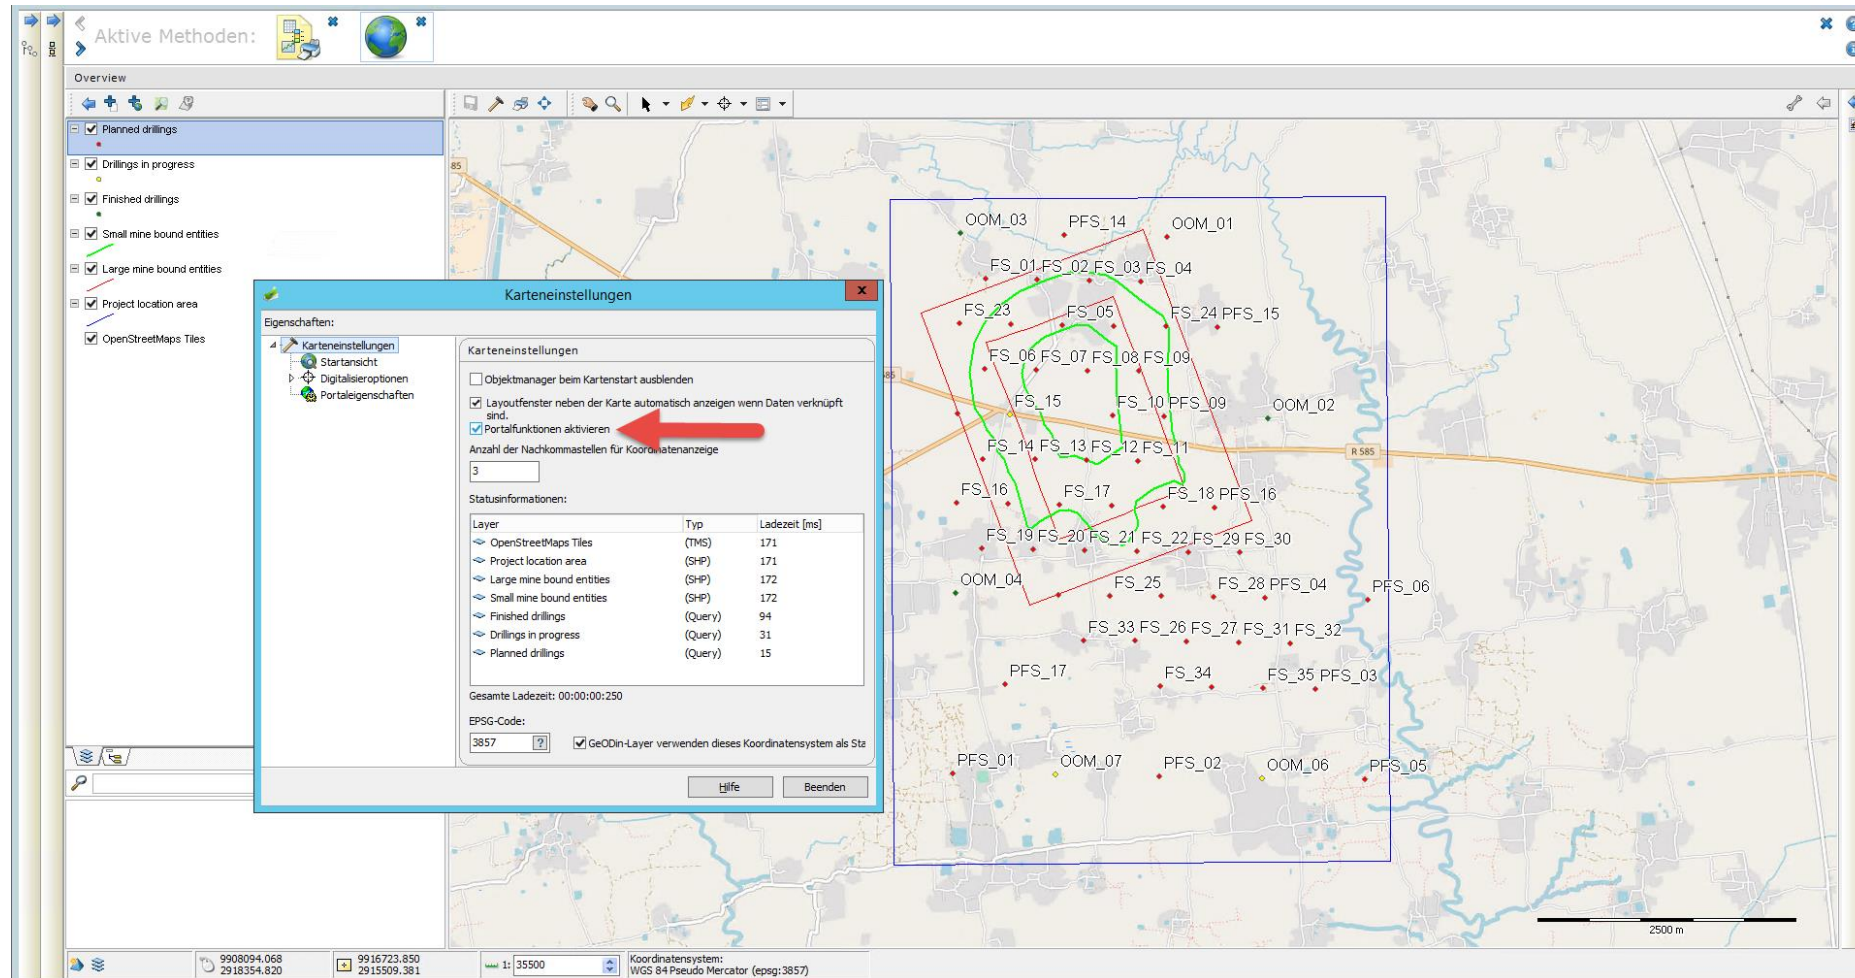 Aktive Methoden:
Overview
Planned drillings
Drillings in progress
Finished drillings
Small mine bound entities
Large mine bound entities
Project location area
OpenStreetMaps Tiles
Karteneinstellungen
x
Eigenschaften:
Karteneinstellungen
Startansicht
Digitalisieroptionen
Portaleigenschaften
Karteneinstellungen
Objektmanager beim Kartenstart ausblenden
Layoutfenster neben der Karte automatisch anzeigen wenn Daten verknüpft
sind.
Portalfunktionen aktivieren
Anzahl der Nachkommastellen für Koordinatenanzeige
3
Statusinformationen:
Layer Typ Ladezeit [ms]
OpenStreetMaps Tiles (TMS) 171
Project location area (SHP) 171
Large mine bound entities (SHP) 172
Small mine bound entities (SHP) 172
Finished drillings (Query) 94
Drillings in progress (Query) 31
Planned drillings (Query) 15
Gesamte Ladezeit: 00:00:00:250
EPSG-Code:
3857 ? GeODin-Layer verwenden dieses Koordinatensystem als Sta
Hilfe Beenden
85
OOM_03 PFS_14 OOM_01
FS_01 FS_02 FS_03 FS_04
FS_23 FS_05 FS_24 PFS_15
FS_06 FS_07 FS_08 FS_09
85
FS_15 FS_10 PFS_09 OOM_02
FS_14 FS_13 FS_12 FS_11
R 585
FS_16 FS_17 FS_18 PFS_16
FS_19 FS_20 FS_21 FS_22 FS_29 FS_30
OOM_04 FS_25 FS_28 PFS_04 PFS_06
FS_33 FS_26 FS_27 FS_31 FS_32
PFS_17 FS_34 FS_35 PFS_03
PFS_01 OOM_07 PFS_02 OOM_06 PFS_05
2500 m
9908094.068
2918354.820
9916723.850
2915509.381
1: 35500
Koordinatensystem:
WGS 84 Pseudo Mercator (epsg:3857)